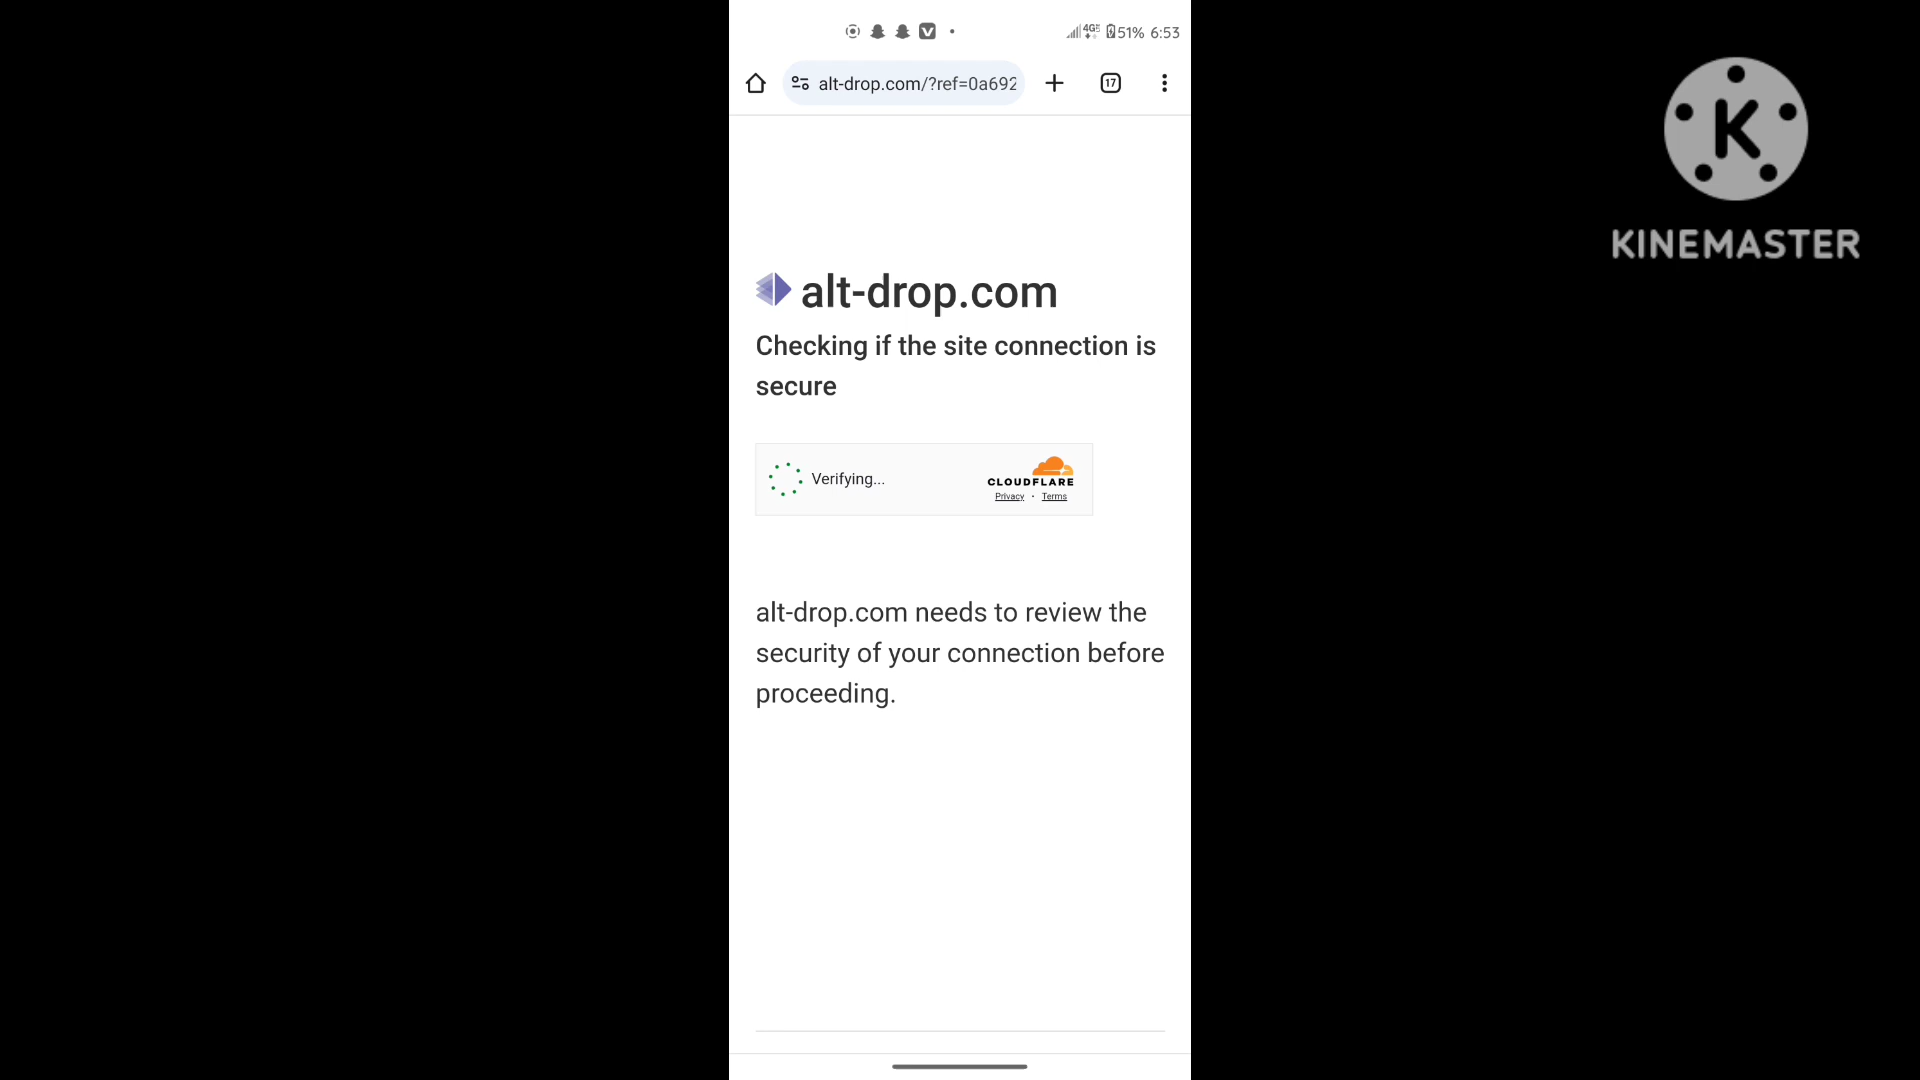 51% 6:53
alt-drop.com/?ref=0a692
17
K
KINEMASTER
alt-drop.com
Checking if the site connection is
secure
Verifying...
CLOUDFLARE
Privacy • Terms
alt-drop.com needs to review the
security of your connection before
proceeding.